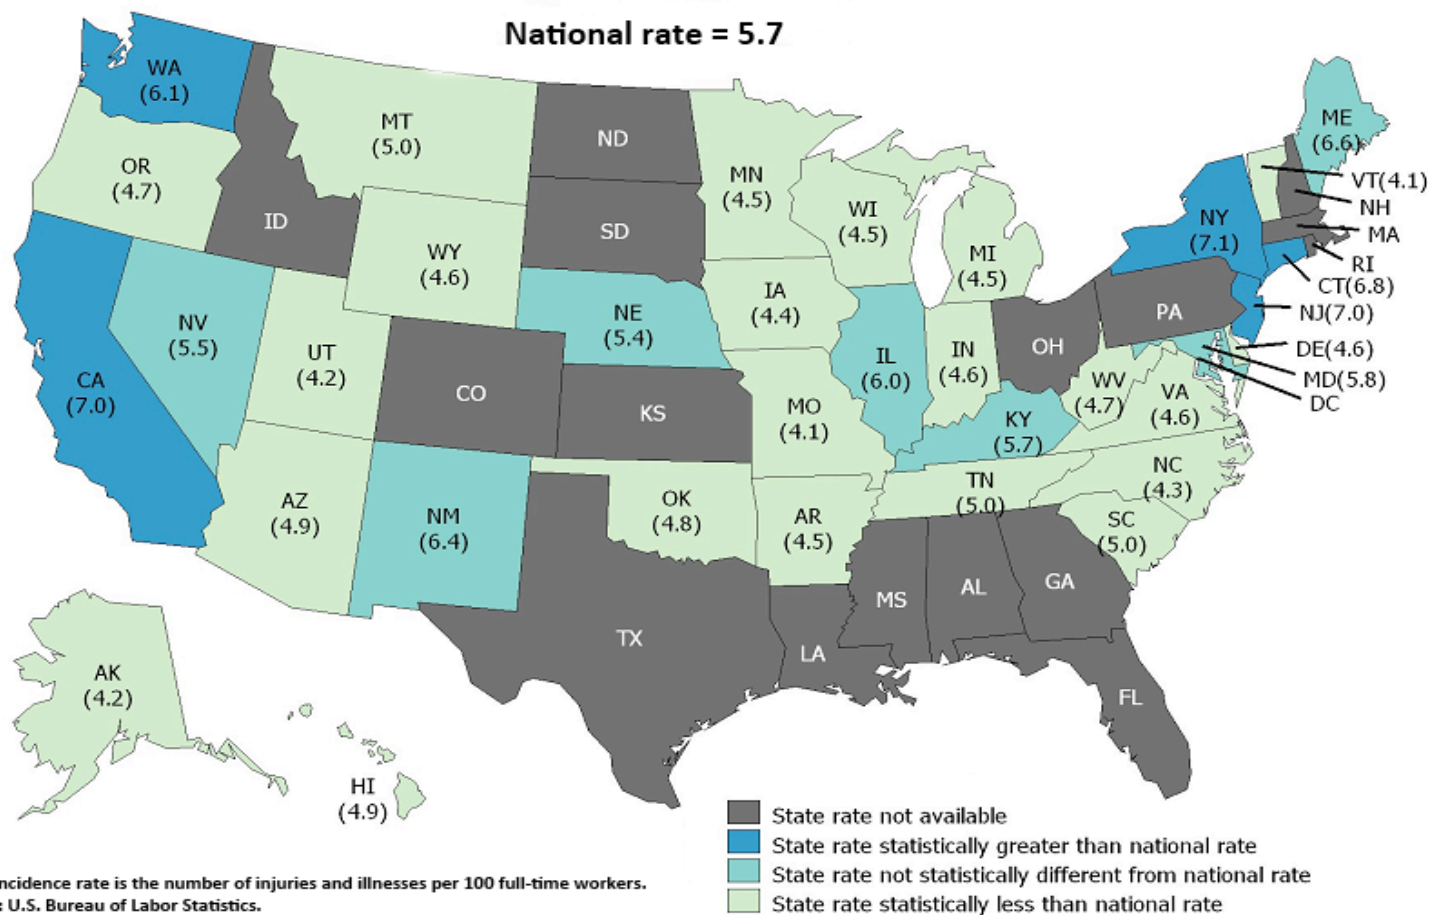 National rate = 5.7
WA
(6.1)
MT
(5.0)
ND
ME
(6.6)
OR
(4.7)
MN
(4.5)
VT(4.1)
NH
ID
SD
WI
(4.5)
NY
(7.1)
MA
WY
(4.6)
MI
(4.5)
RI
CT(6.8)
NV
(5.5)
NE
(5.4)
IA
(4.4)
PA
NJ(7.0)
UT
(4.2)
IL
(6.0)
IN
(4.6)
OH
DE(4.6)
CA
(7.0)
CO
KS
MO
(4.1)
WV
(4.7)
VA
(4.6)
MD(5.8)
DC
KY
(5.7)
AZ
(4.9)
NM
(6.4)
OK
(4.8)
AR
(4.5)
TN
(5.0)
NC
(4.3)
SC
(5.0)
TX
LA
MS
AL
GA
FL
AK
(4.2)
HI
(4.9)
State rate not available
State rate statistically greater than national rate
State rate not statistically different from national rate
State rate statistically less than national rate
ncidence rate is the number of injuries and illnesses per 100 full-time workers.
: U.S. Bureau of Labor Statistics.